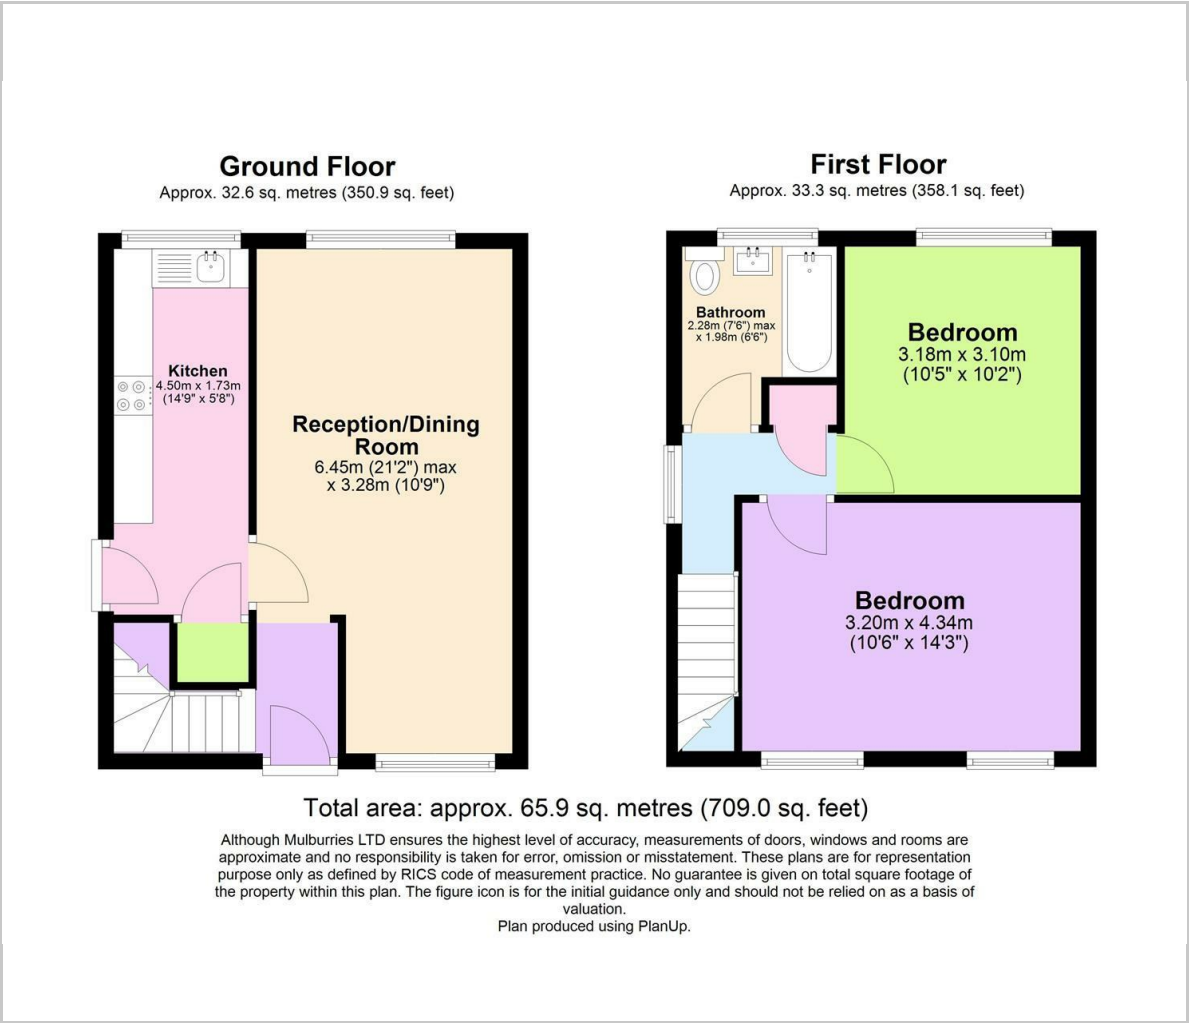 Ground Floor
Approx. 32.6 sq. metres (350.9 sq. feet)
Kitchen
4.50m x 1.73m
(14'9" x 5'8")
Reception/Dining
Room
6.45m (21'2") max
x 3.28m (10'9")
First Floor
Approx. 33.3 sq. metres (358.1 sq. feet)
Bathroom
2.28m (7'6") max
x 1.98m (6'6")
Bedroom
3.18m x 3.10m
(10'5" x 10'2")
Bedroom
3.20m x 4.34m
(10'6" x 14'3")
Total area: approx. 65.9 sq. metres (709.0 sq. feet)
Although Mulburries LTD ensures the highest level of accuracy, measurements of doors, windows and rooms are
approximate and no responsibility is taken for error, omission or misstatement. These plans are for representation
purpose only as defined by RICS code of measurement practice. No guarantee is given on total square footage of
the property within this plan. The figure icon is for the initial guidance only and should not be relied on as a basis of
valuation.
Plan produced using PlanUp.